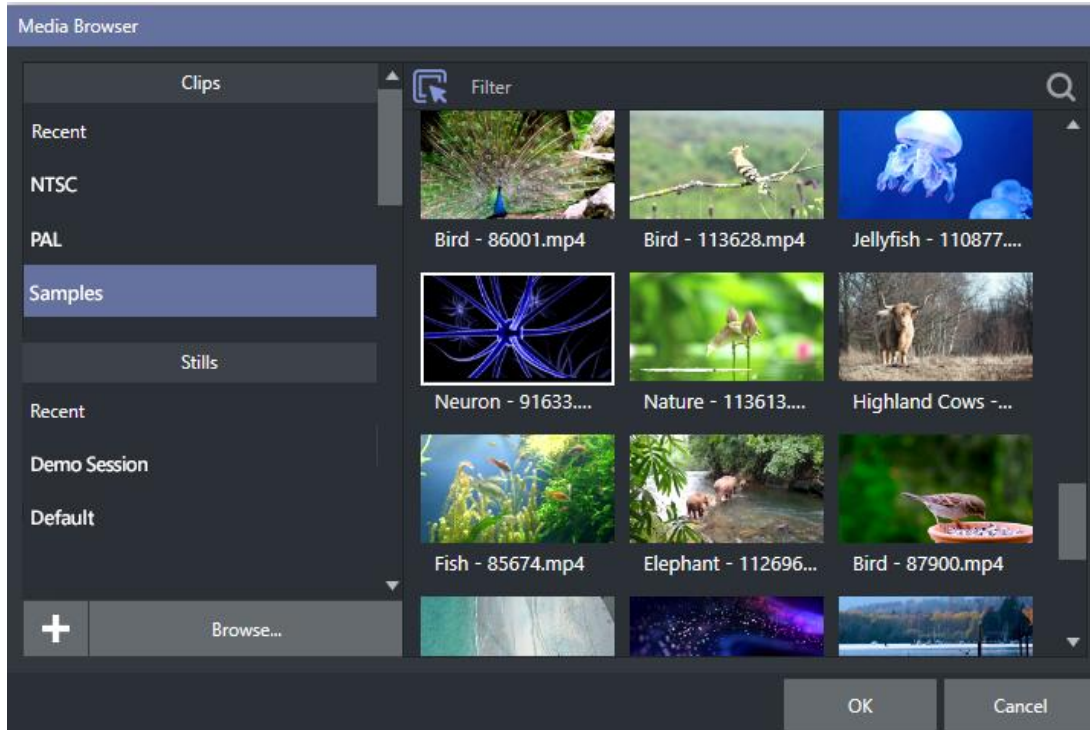 Media Browser
Clips
Recent
NTSC
PAL
Samples
Stills
Recent
Demo Session
Default
Browse...
Filter
Bird - 86001.mp4
Bird - 113628.mp4
Jellyfish - 110877....
Neuron - 91633....
Nature - 113613....
Highland Cows -...
Fish - 85674.mp4
Elephant - 112696...
Bird - 87900.mp4
OK
Cancel